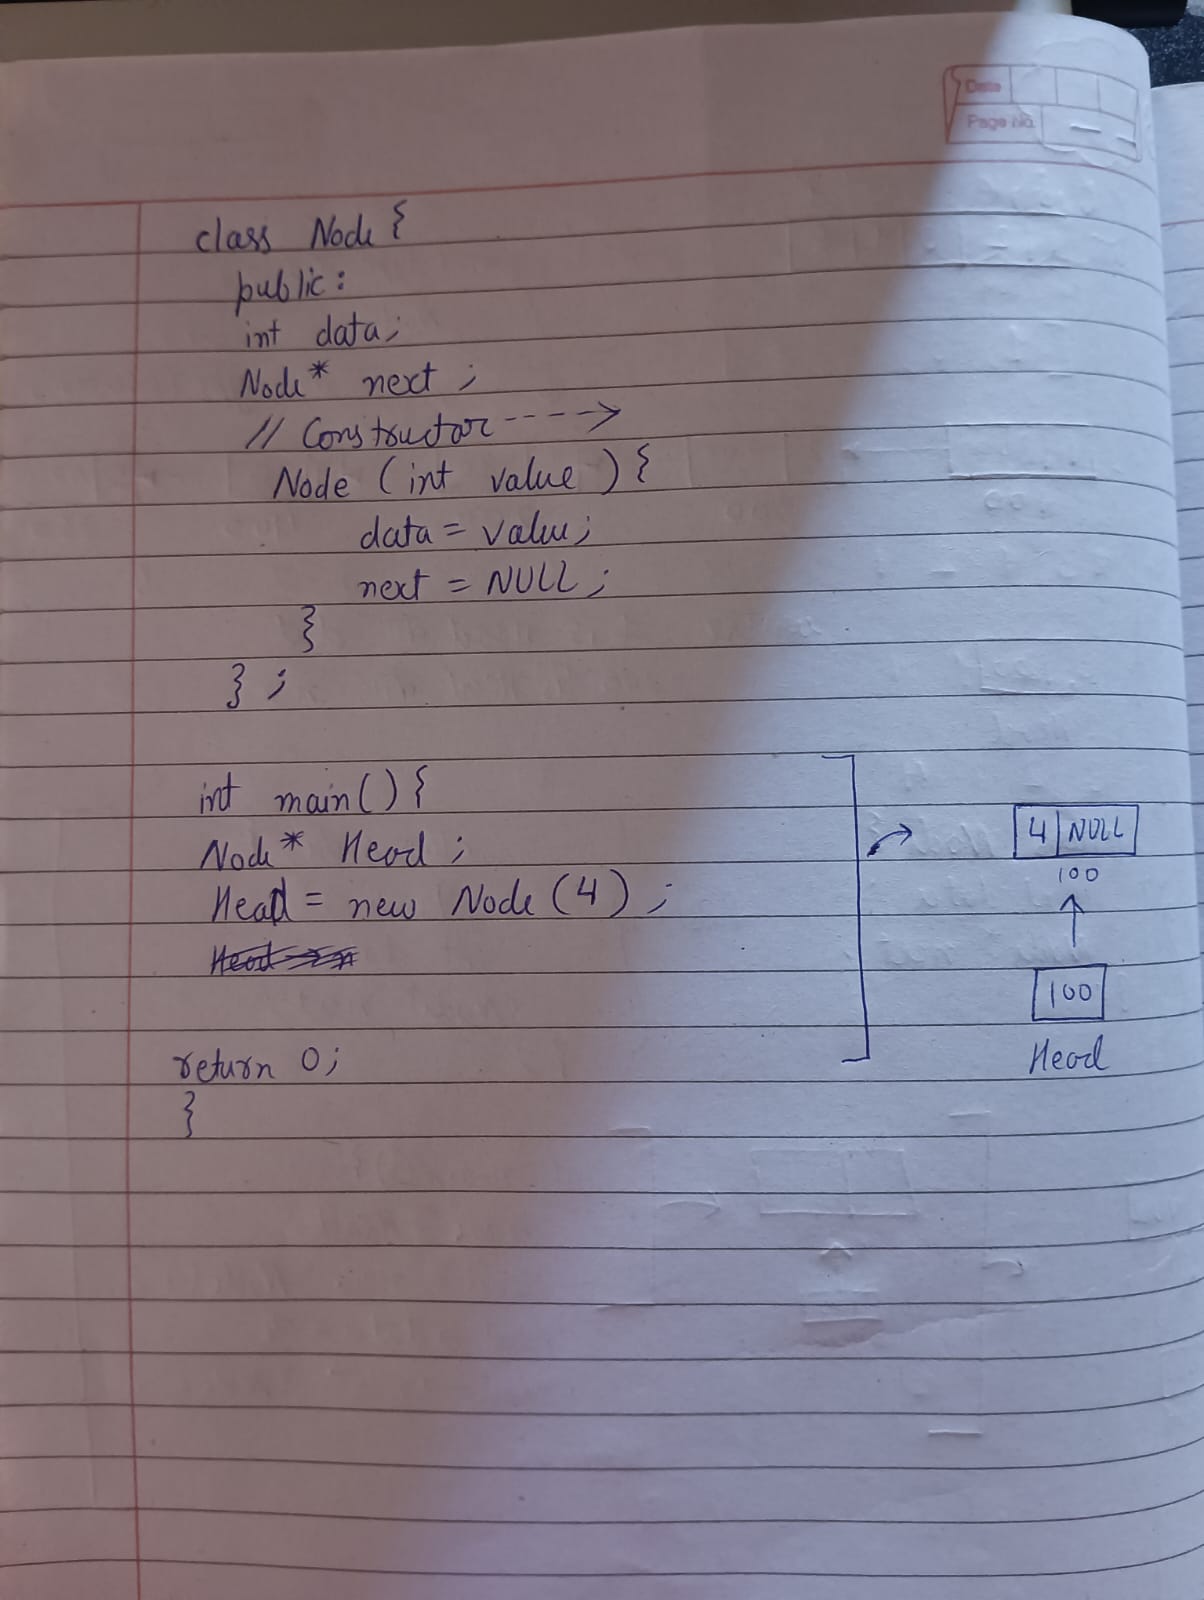 Date
Page No.
class Node {
public:
int data;
Node* next ;
// Constructor ----->
Node (int value ) {
data = value;
next = NULL ;
}
} ;
int main() {
Node* Head ;
Head = new Node (4) ;
4 | NULL
100
100
Head
return 0;
}